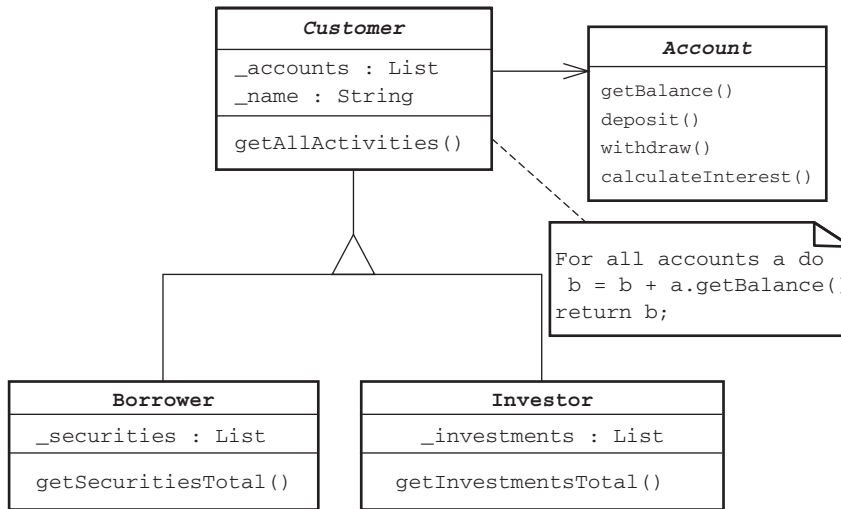 Customer
_accounts : List
_name : String
getAllActivities()
Account
getBalance()
deposit()
withdraw()
calculateInterest()
For all accounts a do
b = b + a.getBalance()
return b;
Borrower
_securities : List
getSecuritiesTotal()
Investor
_investments : List
getInvestmentsTotal()